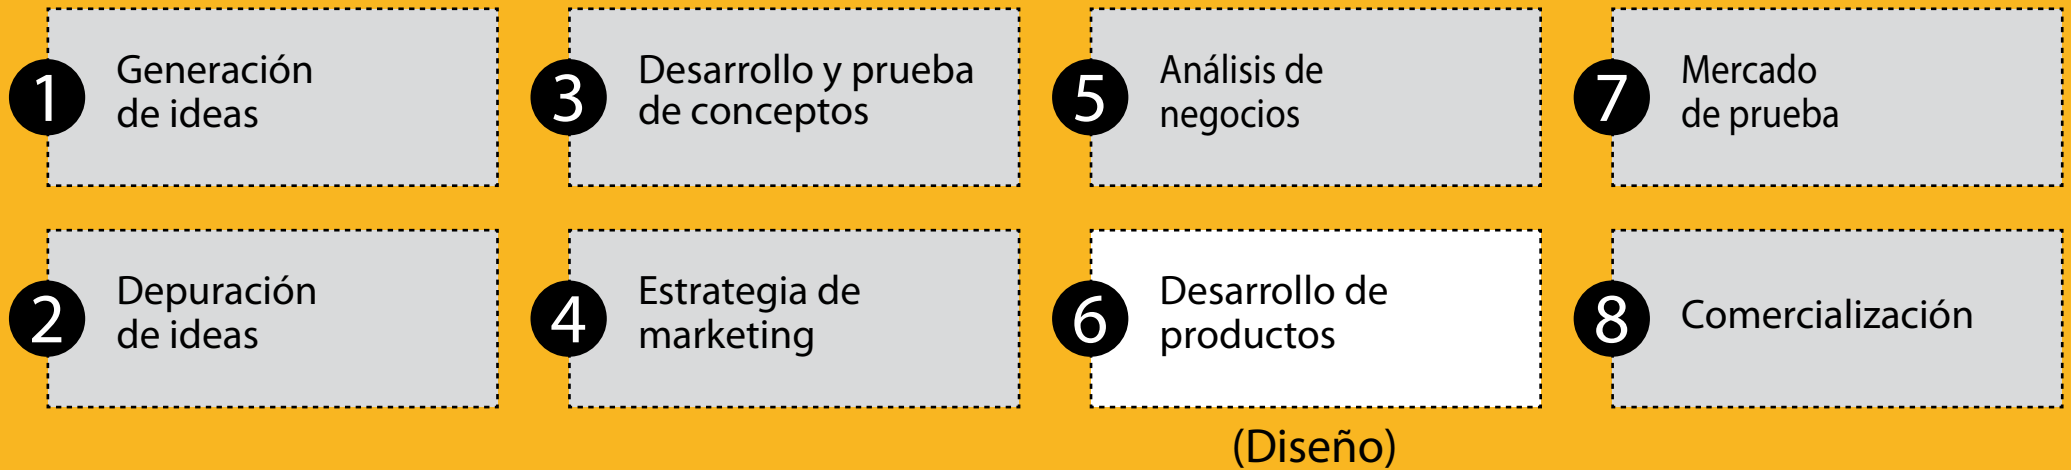 1
Generación
de ideas
2
Depuración
de ideas
3
Desarrollo y prueba
de conceptos
4
Estrategia de
marketing
5
Análisis de
negocios
6
Desarrollo de
productos
(Diseño)
7
Mercado
de prueba
8
Comercialización